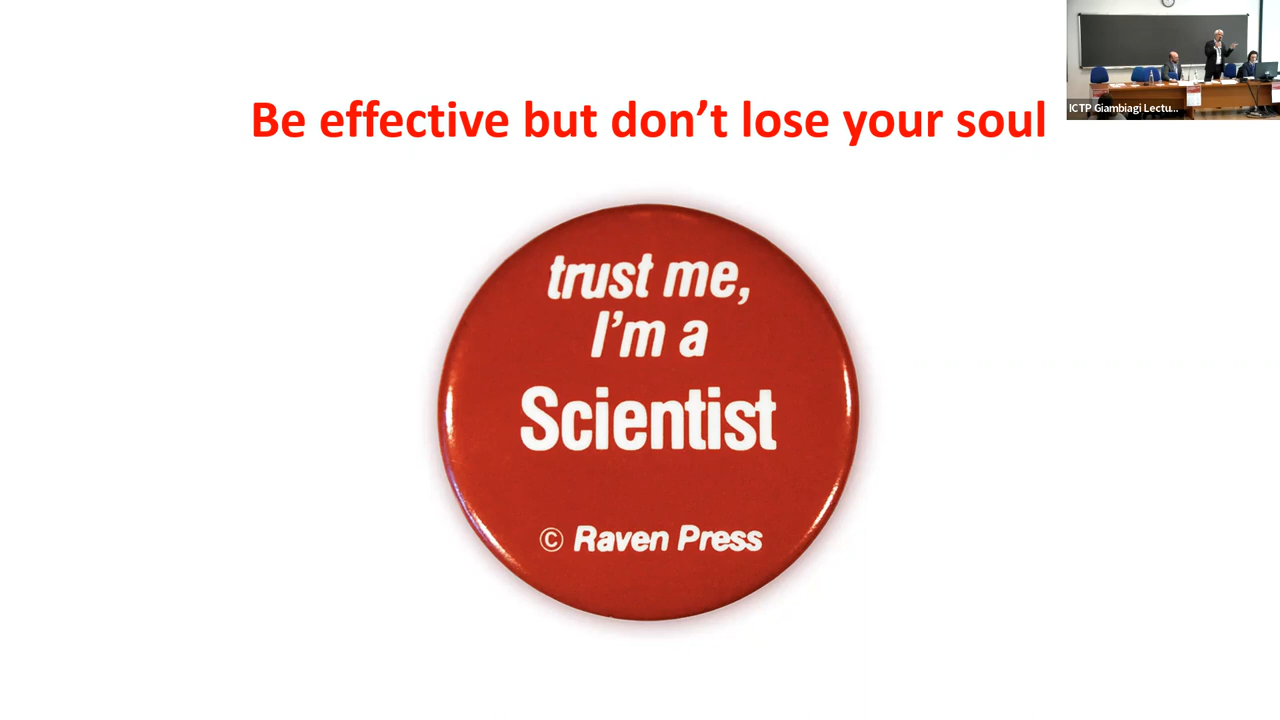 Be effective but don’t lose your soul
ICTP Giambiagi Lectu...
trust me,
I’m a
Scientist
© Raven Press